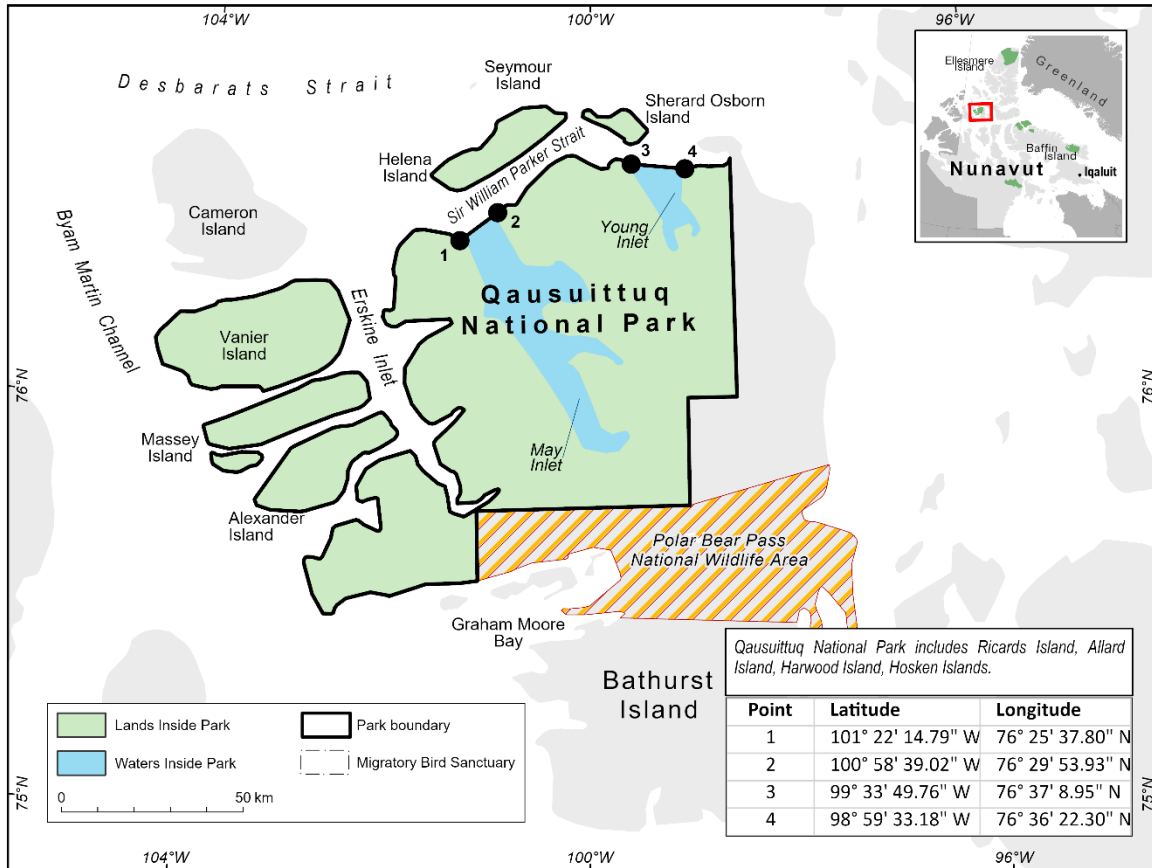 104°W
100°W
96°W
Desbarats Strait
Seymour
Island
Sherard Osborn
Island
Helena
Island
Sir William Parker Strait
3
4
2
1
Cameron
Island
Byam Martin Channel
Young
Inlet
Qausuittuq
National Park
Erskine Inlet
Vanier
Island
76°N
76°N
Massey
Island
May
Inlet
Alexander
Island
Polar Bear Pass
National Wildlife Area
Graham Moore
Bay
Bathurst
Island
Ellesmere
Island
Greenland
Baffin
Island
Nunavut
Iqaluit
Lands Inside Park
Park boundary
Waters Inside Park
Migratory Bird Sanctuary
0 50 km
Qausuittuq National Park includes Ricards Island, Allard
Island, Harwood Island, Hosken Islands.
Point Latitude Longitude
1 101° 22' 14.79" W 76° 25' 37.80" N
2 100° 58' 39.02" W 76° 29' 53.93" N
3 99° 33' 49.76" W 76° 37' 8.95" N
4 98° 59' 33.18" W 76° 36' 22.30" N
75°N
75°N
104°W
100°W
96°W